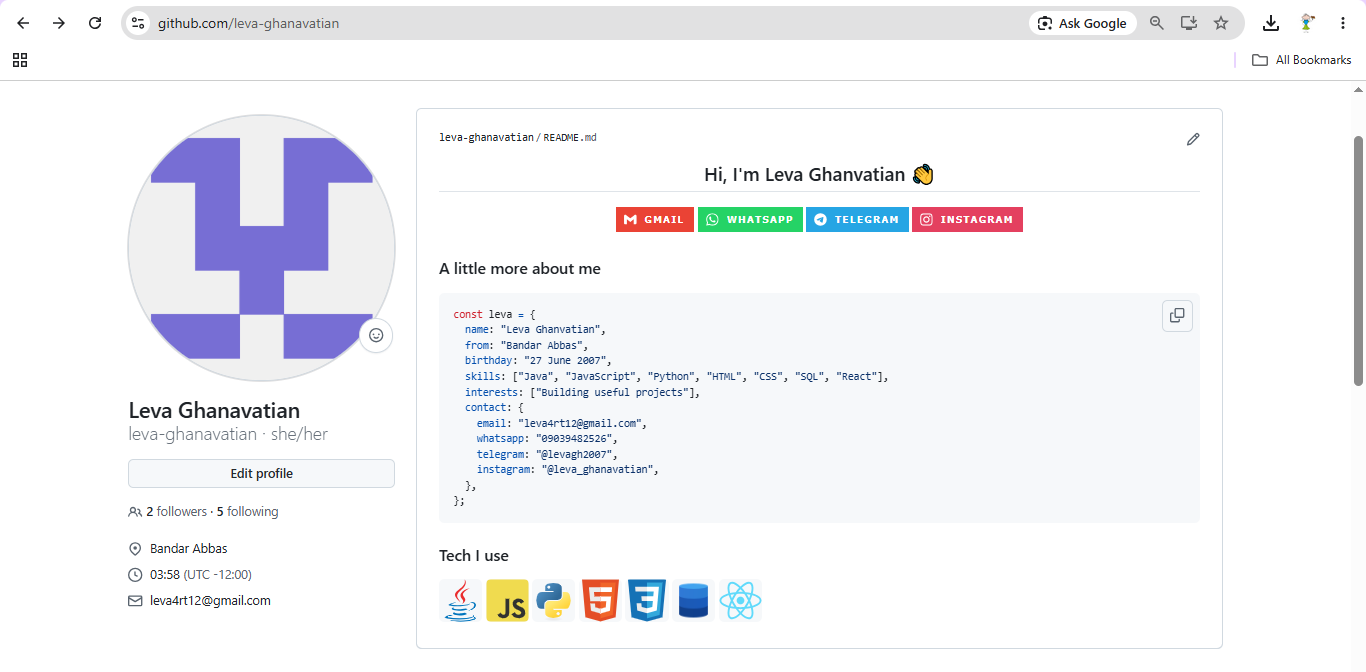 github.com/leva-ghanavatian
Ask Google
All Bookmarks
Leva Ghanavatian
leva-ghanavatian · she/her
Edit profile
2 followers · 5 following
Bandar Abbas
03:58 (UTC -12:00)
leva4rt12@gmail.com
leva-ghanavatian / README.md
Hi, I'm Leva Ghanvatian 👋
GMAIL
WHATSAPP
TELEGRAM
INSTAGRAM
A little more about me
const leva = {
  name: "Leva Ghanvatian",
  from: "Bandar Abbas",
  birthday: "27 June 2007",
  skills: ["Java", "JavaScript", "Python", "HTML", "CSS", "SQL", "React"],
  interests: ["Building useful projects"],
  contact: {
    email: "leva4rt12@gmail.com",
    whatsapp: "09039482526",
    telegram: "@levagh2007",
    instagram: "@leva_ghanavatian",
  },
};
Tech I use
JS
5
3